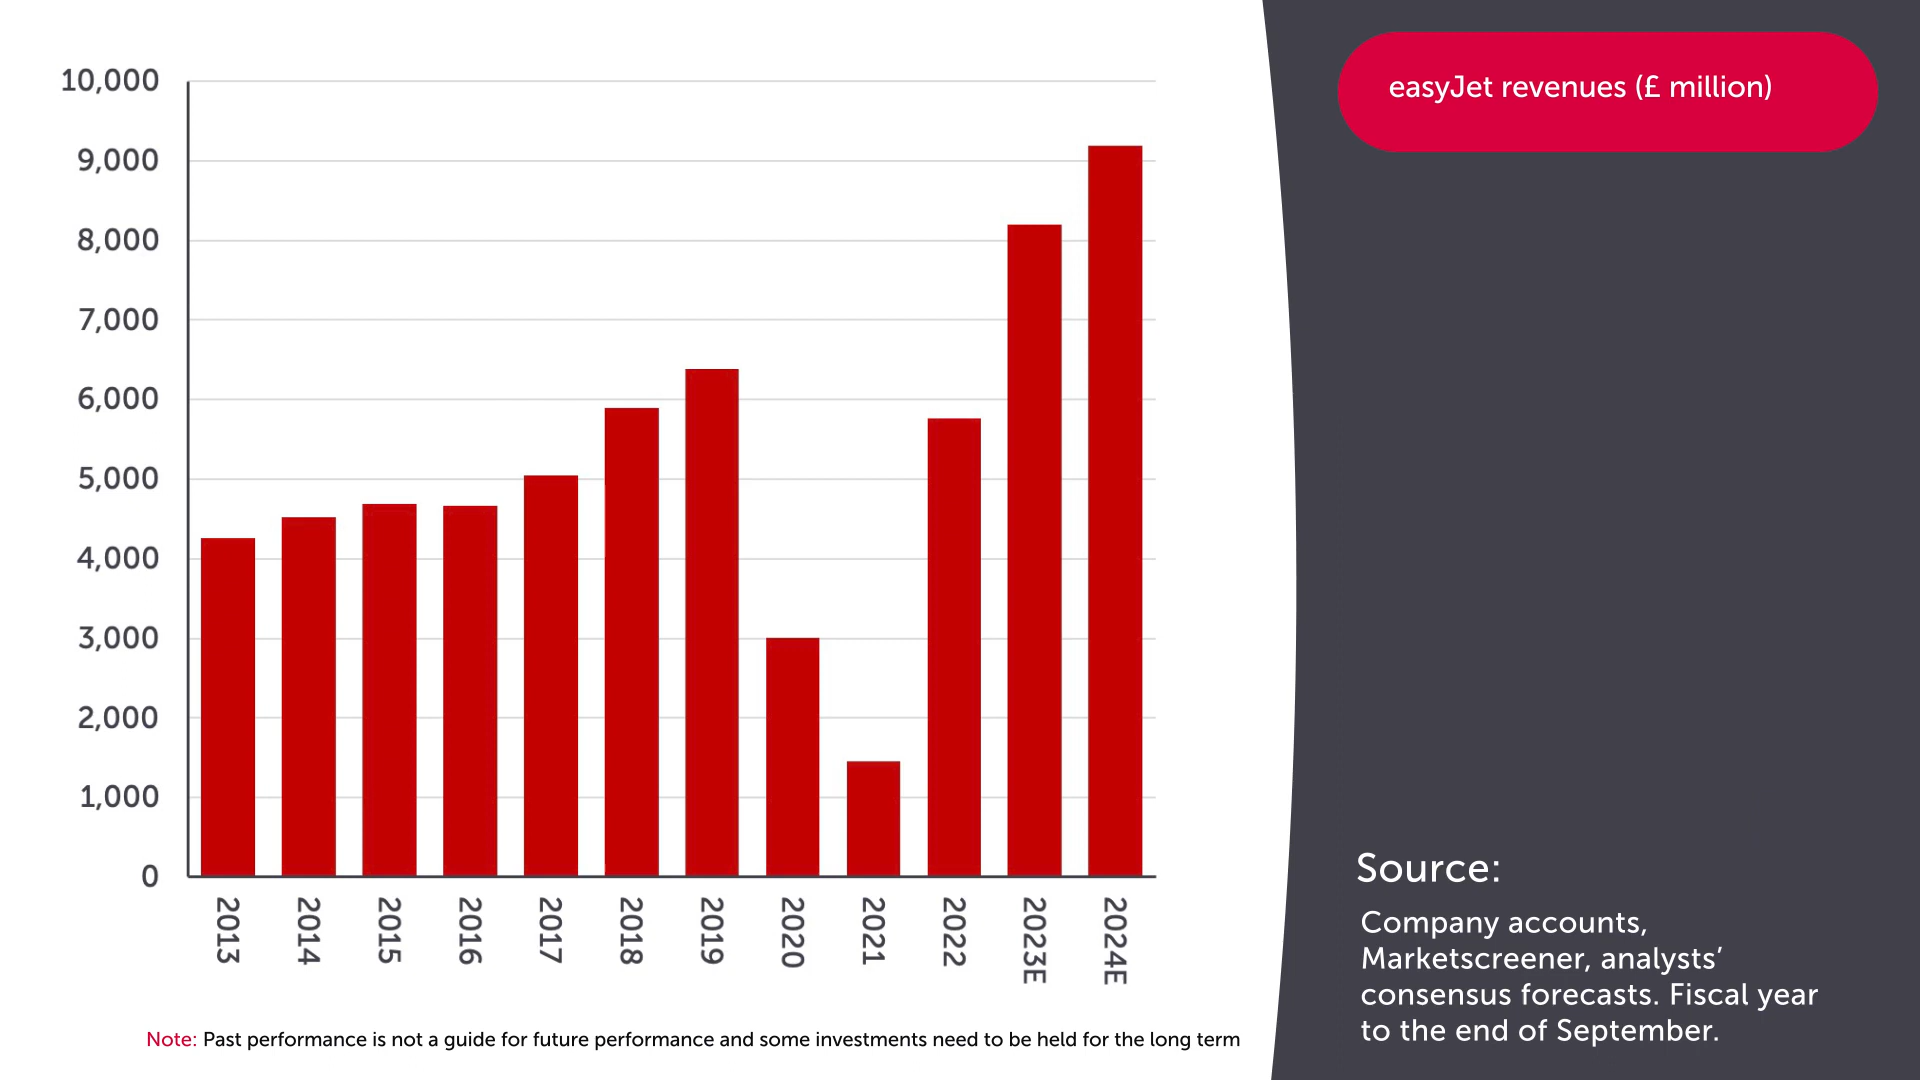 easyJet revenues (£ million)
10,000
9,000
8,000
7,000
6,000
5,000
4,000
3,000
2,000
1,000
0
2013
2014
2015
2016
2017
2018
2019
2020
2021
2022
2023E
2024E
Note: Past performance is not a guide for future performance and some investments need to be held for the long term
Source:
Company accounts,
Marketscreener, analysts’
consensus forecasts. Fiscal year
to the end of September.